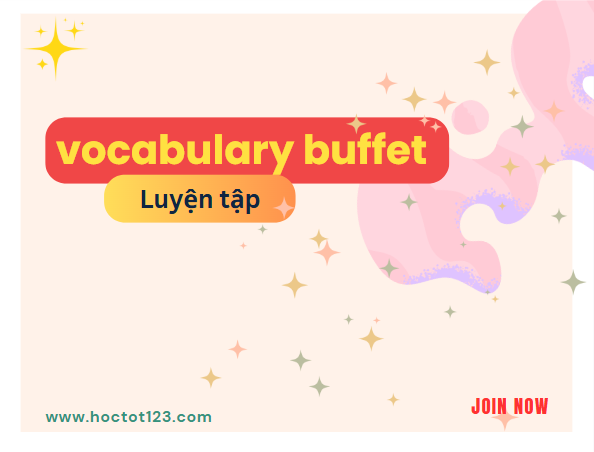 vocabulary buffet
Luyện tập
www.hoctot123.com
JOIN NOW